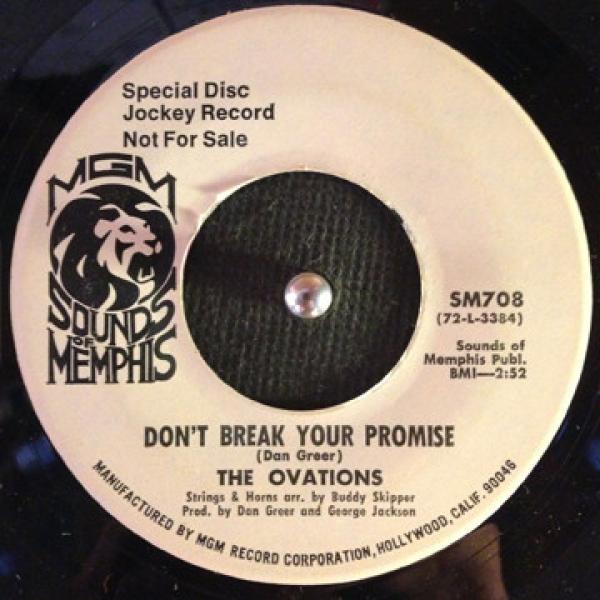 Special Disc
Jockey Record
Not For Sale
MGM
SOUNDS
OF
MEMPHIS
SM708
(72-L-3384)
Sounds of
Memphis Publ.
BMI—2:52
DON'T BREAK YOUR PROMISE
(Dan Greer)
THE OVATIONS
Strings & Horns arr. by Buddy Skipper
Prod. by Dan Greer and George Jackson
MANUFACTURED BY MGM RECORD CORPORATION, HOLLYWOOD, CALIF. 90046